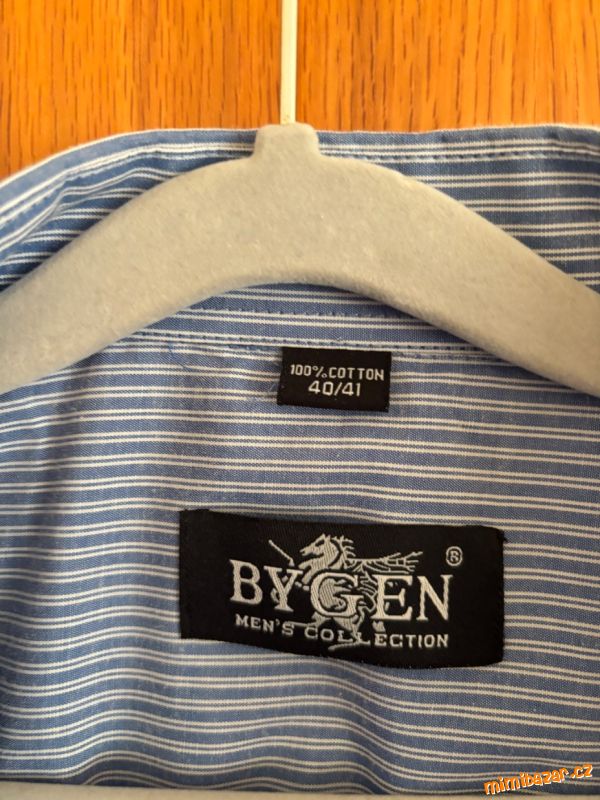 100% COTTON
40/41
BYGEN ®
MEN'S COLLECTION
mimibazar.cz